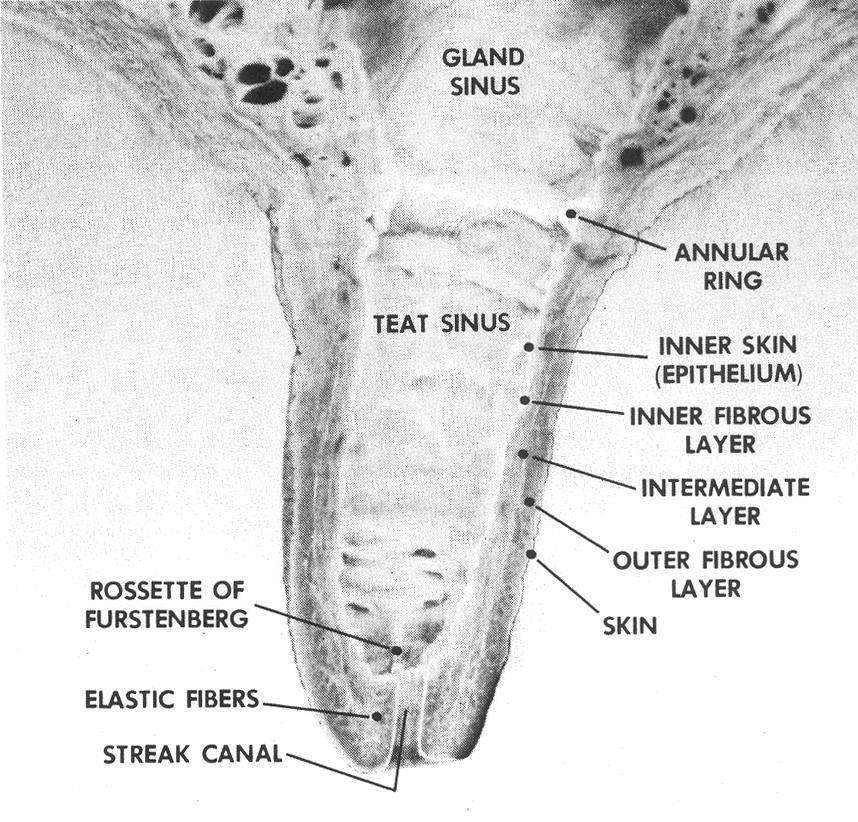 GLAND
SINUS
ANNULAR
RING
TEAT SINUS
INNER SKIN
(EPITHELIUM)
INNER FIBROUS
LAYER
INTERMEDIATE
LAYER
OUTER FIBROUS
LAYER
SKIN
ROSSETTE OF
FURSTENBERG
ELASTIC FIBERS
STREAK CANAL